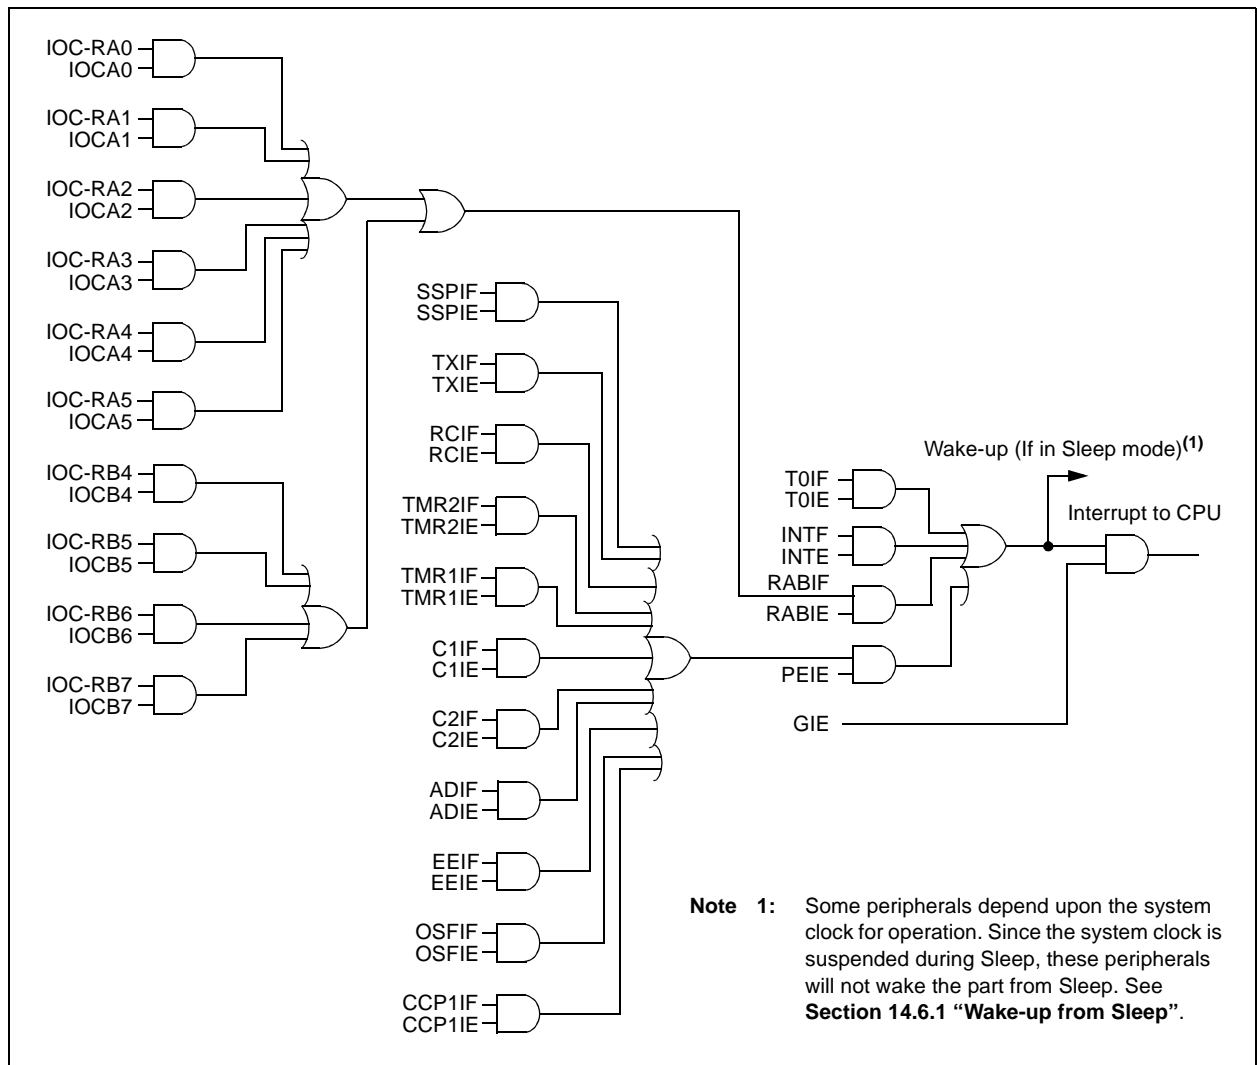 IOC-RA0
IOCA0
IOC-RA1
IOCA1
IOC-RA2
IOCA2
IOC-RA3
IOCA3
IOC-RA4
IOCA4
IOC-RA5
IOCA5
IOC-RB4
IOCB4
IOC-RB5
IOCB5
IOC-RB6
IOCB6
IOC-RB7
IOCB7
SSPIF
SSPIE
TXIF
TXIE
RCIF
RCIE
TMR2IF
TMR2IE
TMR1IF
TMR1IE
C1IF
C1IE
C2IF
C2IE
ADIF
ADIE
EEIF
EEIE
OSFIF
OSFIE
CCP1IF
CCP1IE
Wake-up (If in Sleep mode)(1)
T0IF
T0IE
Interrupt to CPU
INTF
INTE
RABIF
RABIE
PEIE
GIE
Note 1: Some peripherals depend upon the system
clock for operation. Since the system clock is
suspended during Sleep, these peripherals
will not wake the part from Sleep. See
Section 14.6.1 “Wake-up from Sleep”.